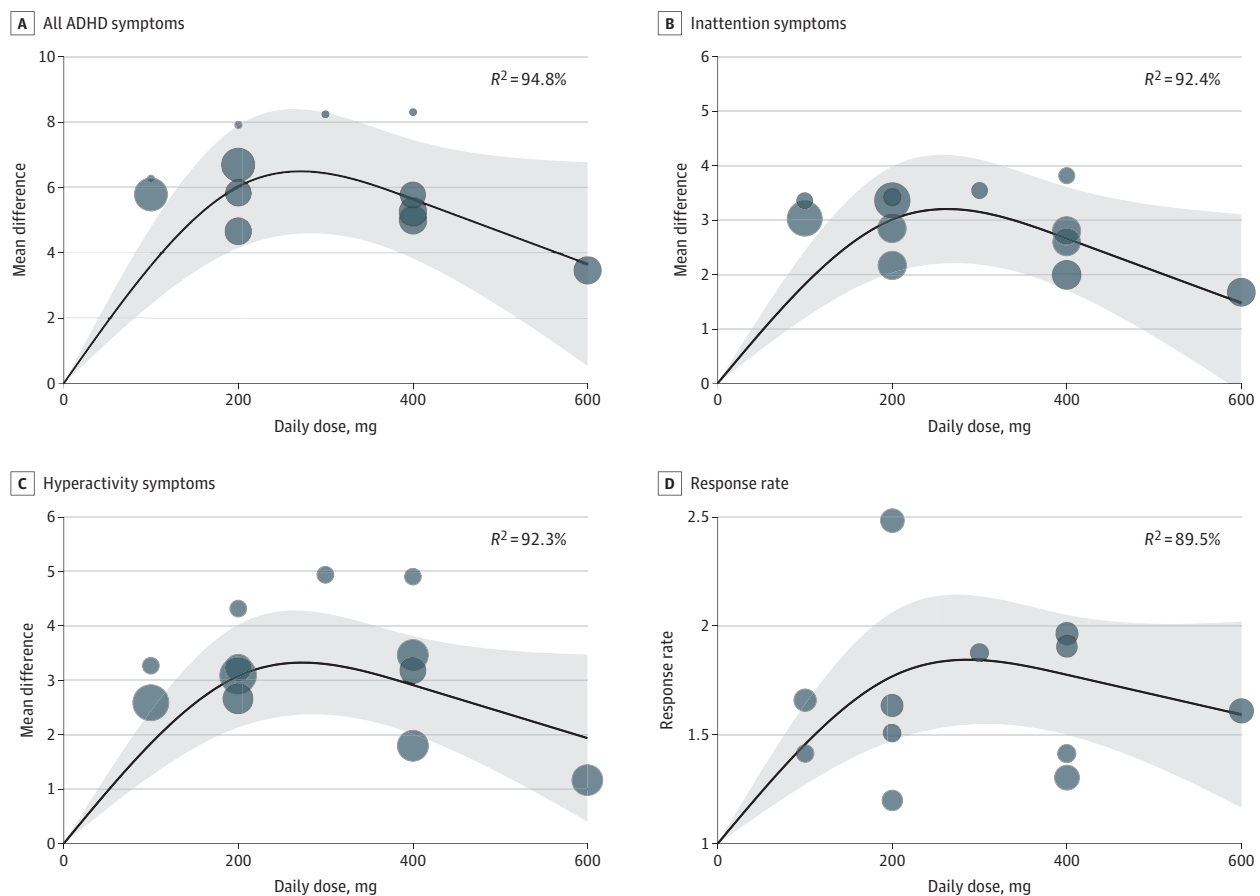 A All ADHD symptoms
10
8
6
4
2
0
Mean difference
R² = 94.8%
0 200 400 600
Daily dose, mg
B Inattention symptoms
6
5
4
3
2
1
0
Mean difference
R² = 92.4%
0 200 400 600
Daily dose, mg
C Hyperactivity symptoms
6
5
4
3
2
1
0
Mean difference
R² = 92.3%
0 200 400 600
Daily dose, mg
D Response rate
2.5
2
1.5
1
Response rate
R² = 89.5%
0 200 400 600
Daily dose, mg